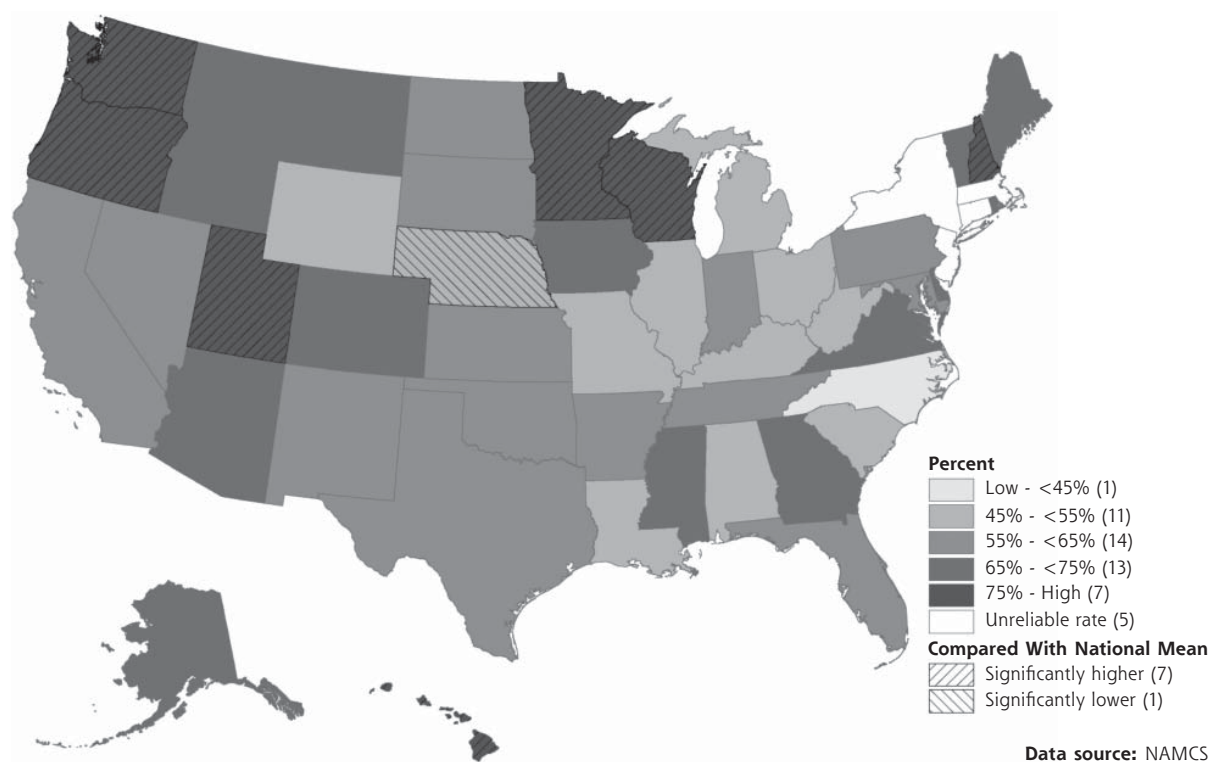 Percent
Low - <45% (1)
45% - <55% (11)
55% - <65% (14)
65% - <75% (13)
75% - High (7)
Unreliable rate (5)
Compared With National Mean
Significantly higher (7)
Significantly lower (1)
Data source: NAMCS